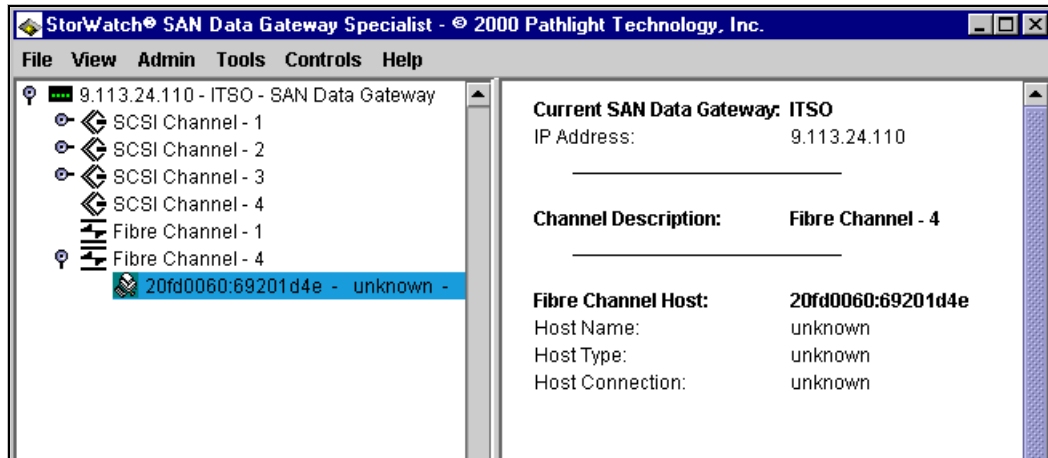 StorWatch® SAN Data Gateway Specialist - © 2000 Pathlight Technology, Inc.
File View Admin Tools Controls Help
9.113.24.110 - ITSO - SAN Data Gateway
SCSI Channel - 1
SCSI Channel - 2
SCSI Channel - 3
SCSI Channel - 4
Fibre Channel - 1
Fibre Channel - 4
20fd0060:69201d4e - unknown -
Current SAN Data Gateway: ITSO
IP Address: 9.113.24.110
Channel Description: Fibre Channel - 4
Fibre Channel Host: 20fd0060:69201d4e
Host Name: unknown
Host Type: unknown
Host Connection: unknown